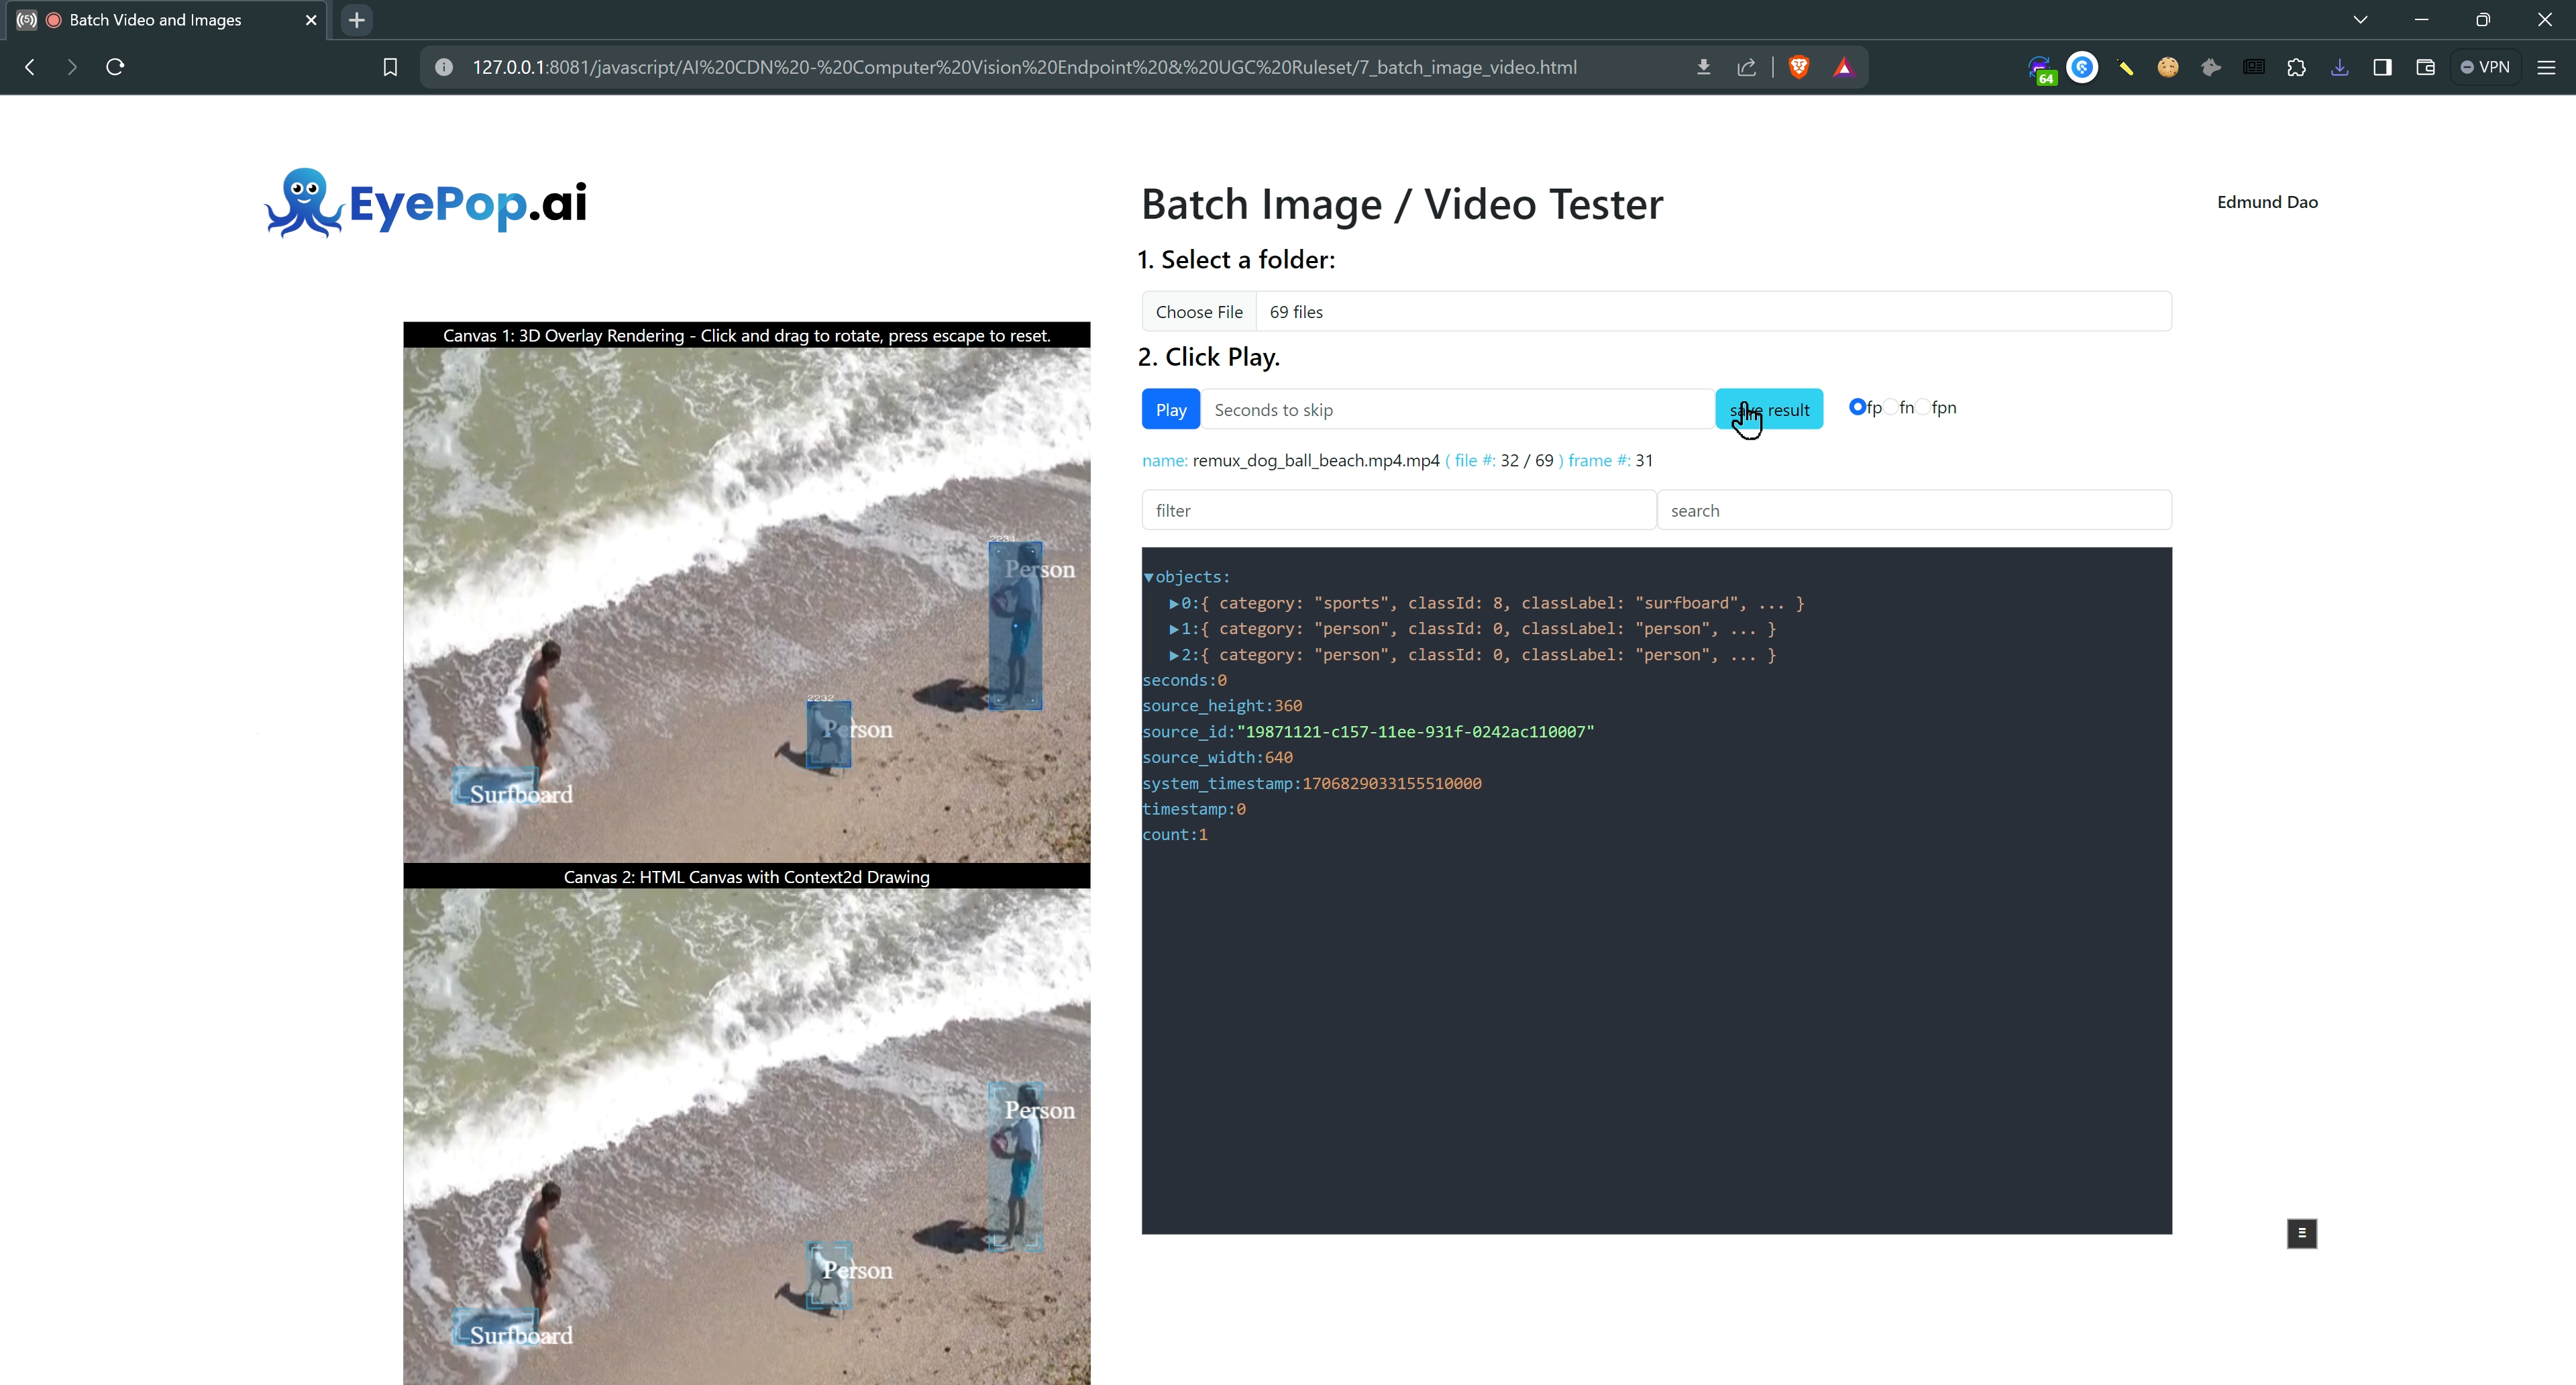 Batch Video and Images
127.0.0.1:8081/javascript/AI%20CDN%20-%20Computer%20Vision%20Endpoint%20&%20UGC%20Ruleset/7_batch_image_video.html
64
VPN
EyePop.ai
Batch Image / Video Tester
Edmund Dao
1. Select a folder:
Choose File 69 files
2. Click Play.
Play Seconds to skip save result fp fn fpn
name: remux_dog_ball_beach.mp4.mp4 ( file #: 32 / 69 ) frame #: 31
filter search
▼objects:
▶0:{ category: "sports", classId: 8, classLabel: "surfboard", ... }
▶1:{ category: "person", classId: 0, classLabel: "person", ... }
▶2:{ category: "person", classId: 0, classLabel: "person", ... }
seconds:0
source_height:360
source_id:"19871121-c157-11ee-931f-0242ac110007"
source_width:640
system_timestamp:1706829033155510000
timestamp:0
count:1
Canvas 1: 3D Overlay Rendering - Click and drag to rotate, press escape to reset.
2231
Person
2232
Person
Surfboard
Canvas 2: HTML Canvas with Context2d Drawing
Person
Person
Surfboard